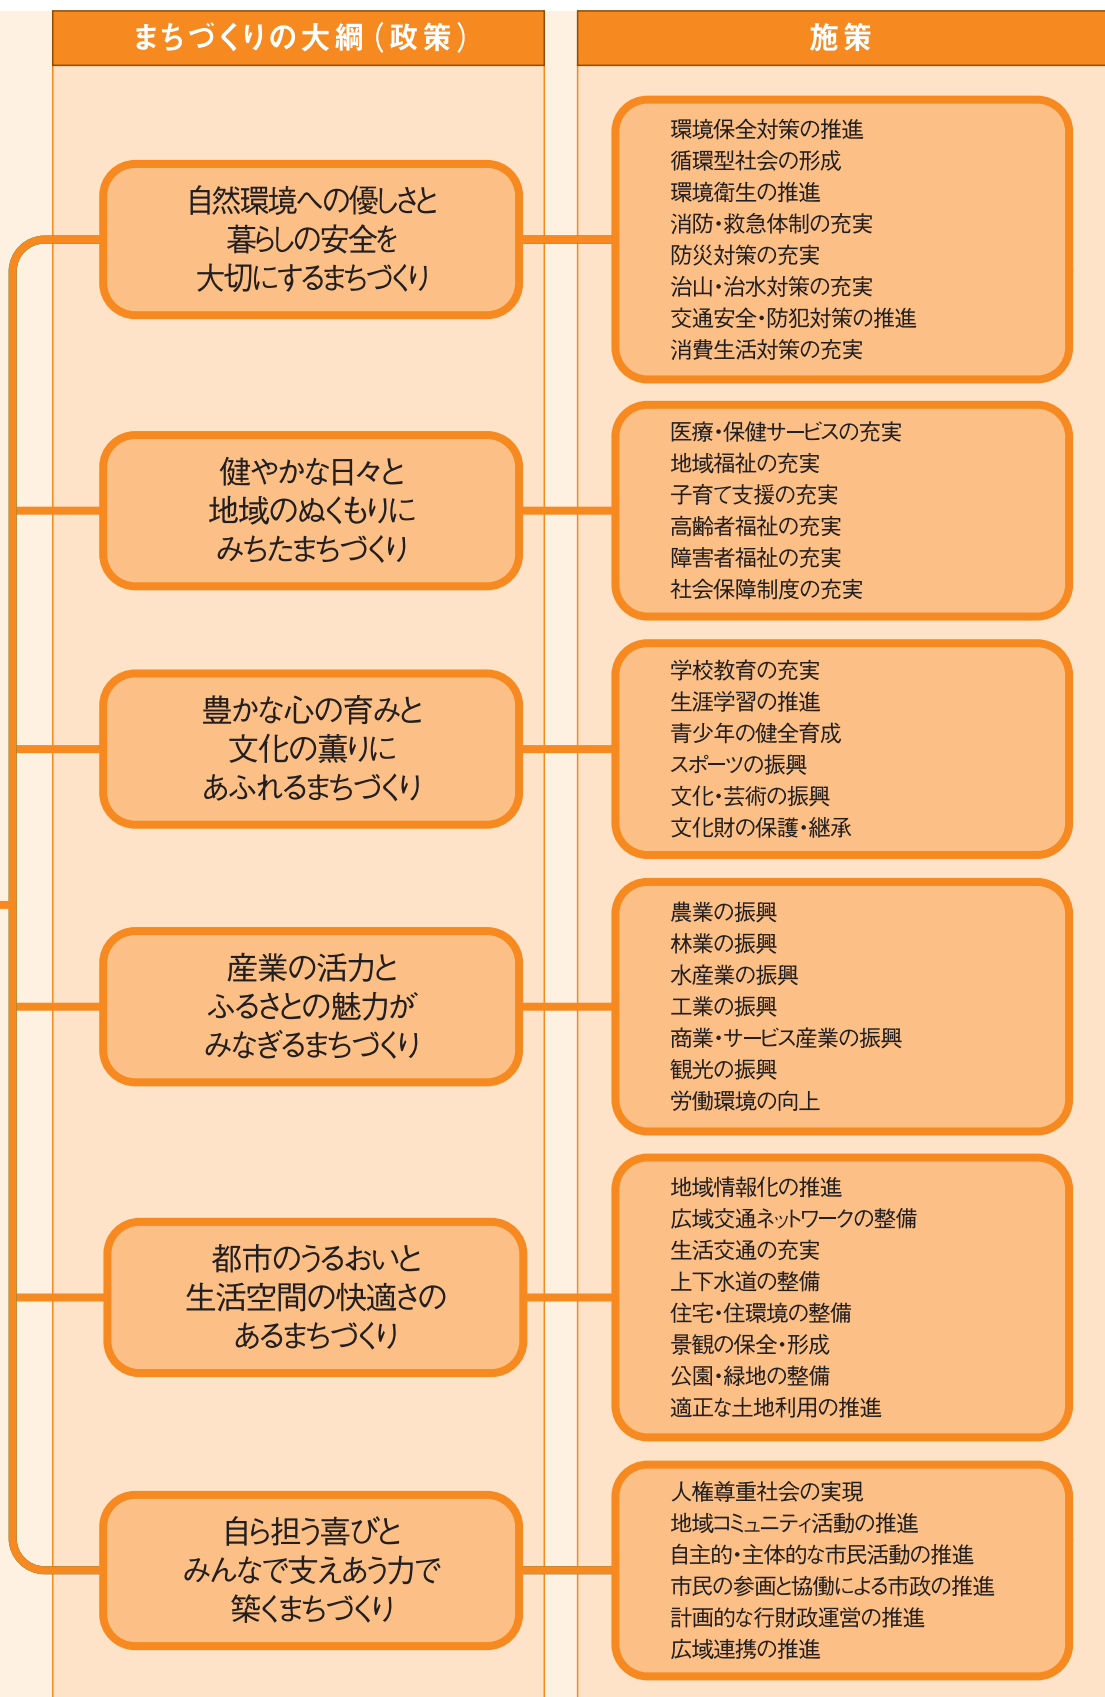 まちづくりの大綱(政策)
施策
自然環境への優しさと
暮らしの安全を
大切にするまちづくり
環境保全対策の推進
循環型社会の形成
環境衛生の推進
消防・救急体制の充実
防災対策の充実
治山・治水対策の充実
交通安全・防犯対策の推進
消費生活対策の充実
健やかな日々と
地域のぬくもりに
みちたまちづくり
医療・保健サービスの充実
地域福祉の充実
子育て支援の充実
高齢者福祉の充実
障害者福祉の充実
社会保障制度の充実
豊かな心の育みと
文化の薫りに
あふれるまちづくり
学校教育の充実
生涯学習の推進
青少年の健全育成
スポーツの振興
文化・芸術の振興
文化財の保護・継承
産業の活力と
ふるさとの魅力が
みなぎるまちづくり
農業の振興
林業の振興
水産業の振興
工業の振興
商業・サービス産業の振興
観光の振興
労働環境の向上
都市のうるおいと
生活空間の快適さの
あるまちづくり
地域情報化の推進
広域交通ネットワークの整備
生活交通の充実
上下水道の整備
住宅・住環境の整備
景観の保全・形成
公園・緑地の整備
適正な土地利用の推進
自ら担う喜びと
みんなで支えあう力で
築くまちづくり
人権尊重社会の実現
地域コミュニティ活動の推進
自主的・主体的な市民活動の推進
市民の参画と協働による市政の推進
計画的な行財政運営の推進
広域連携の推進